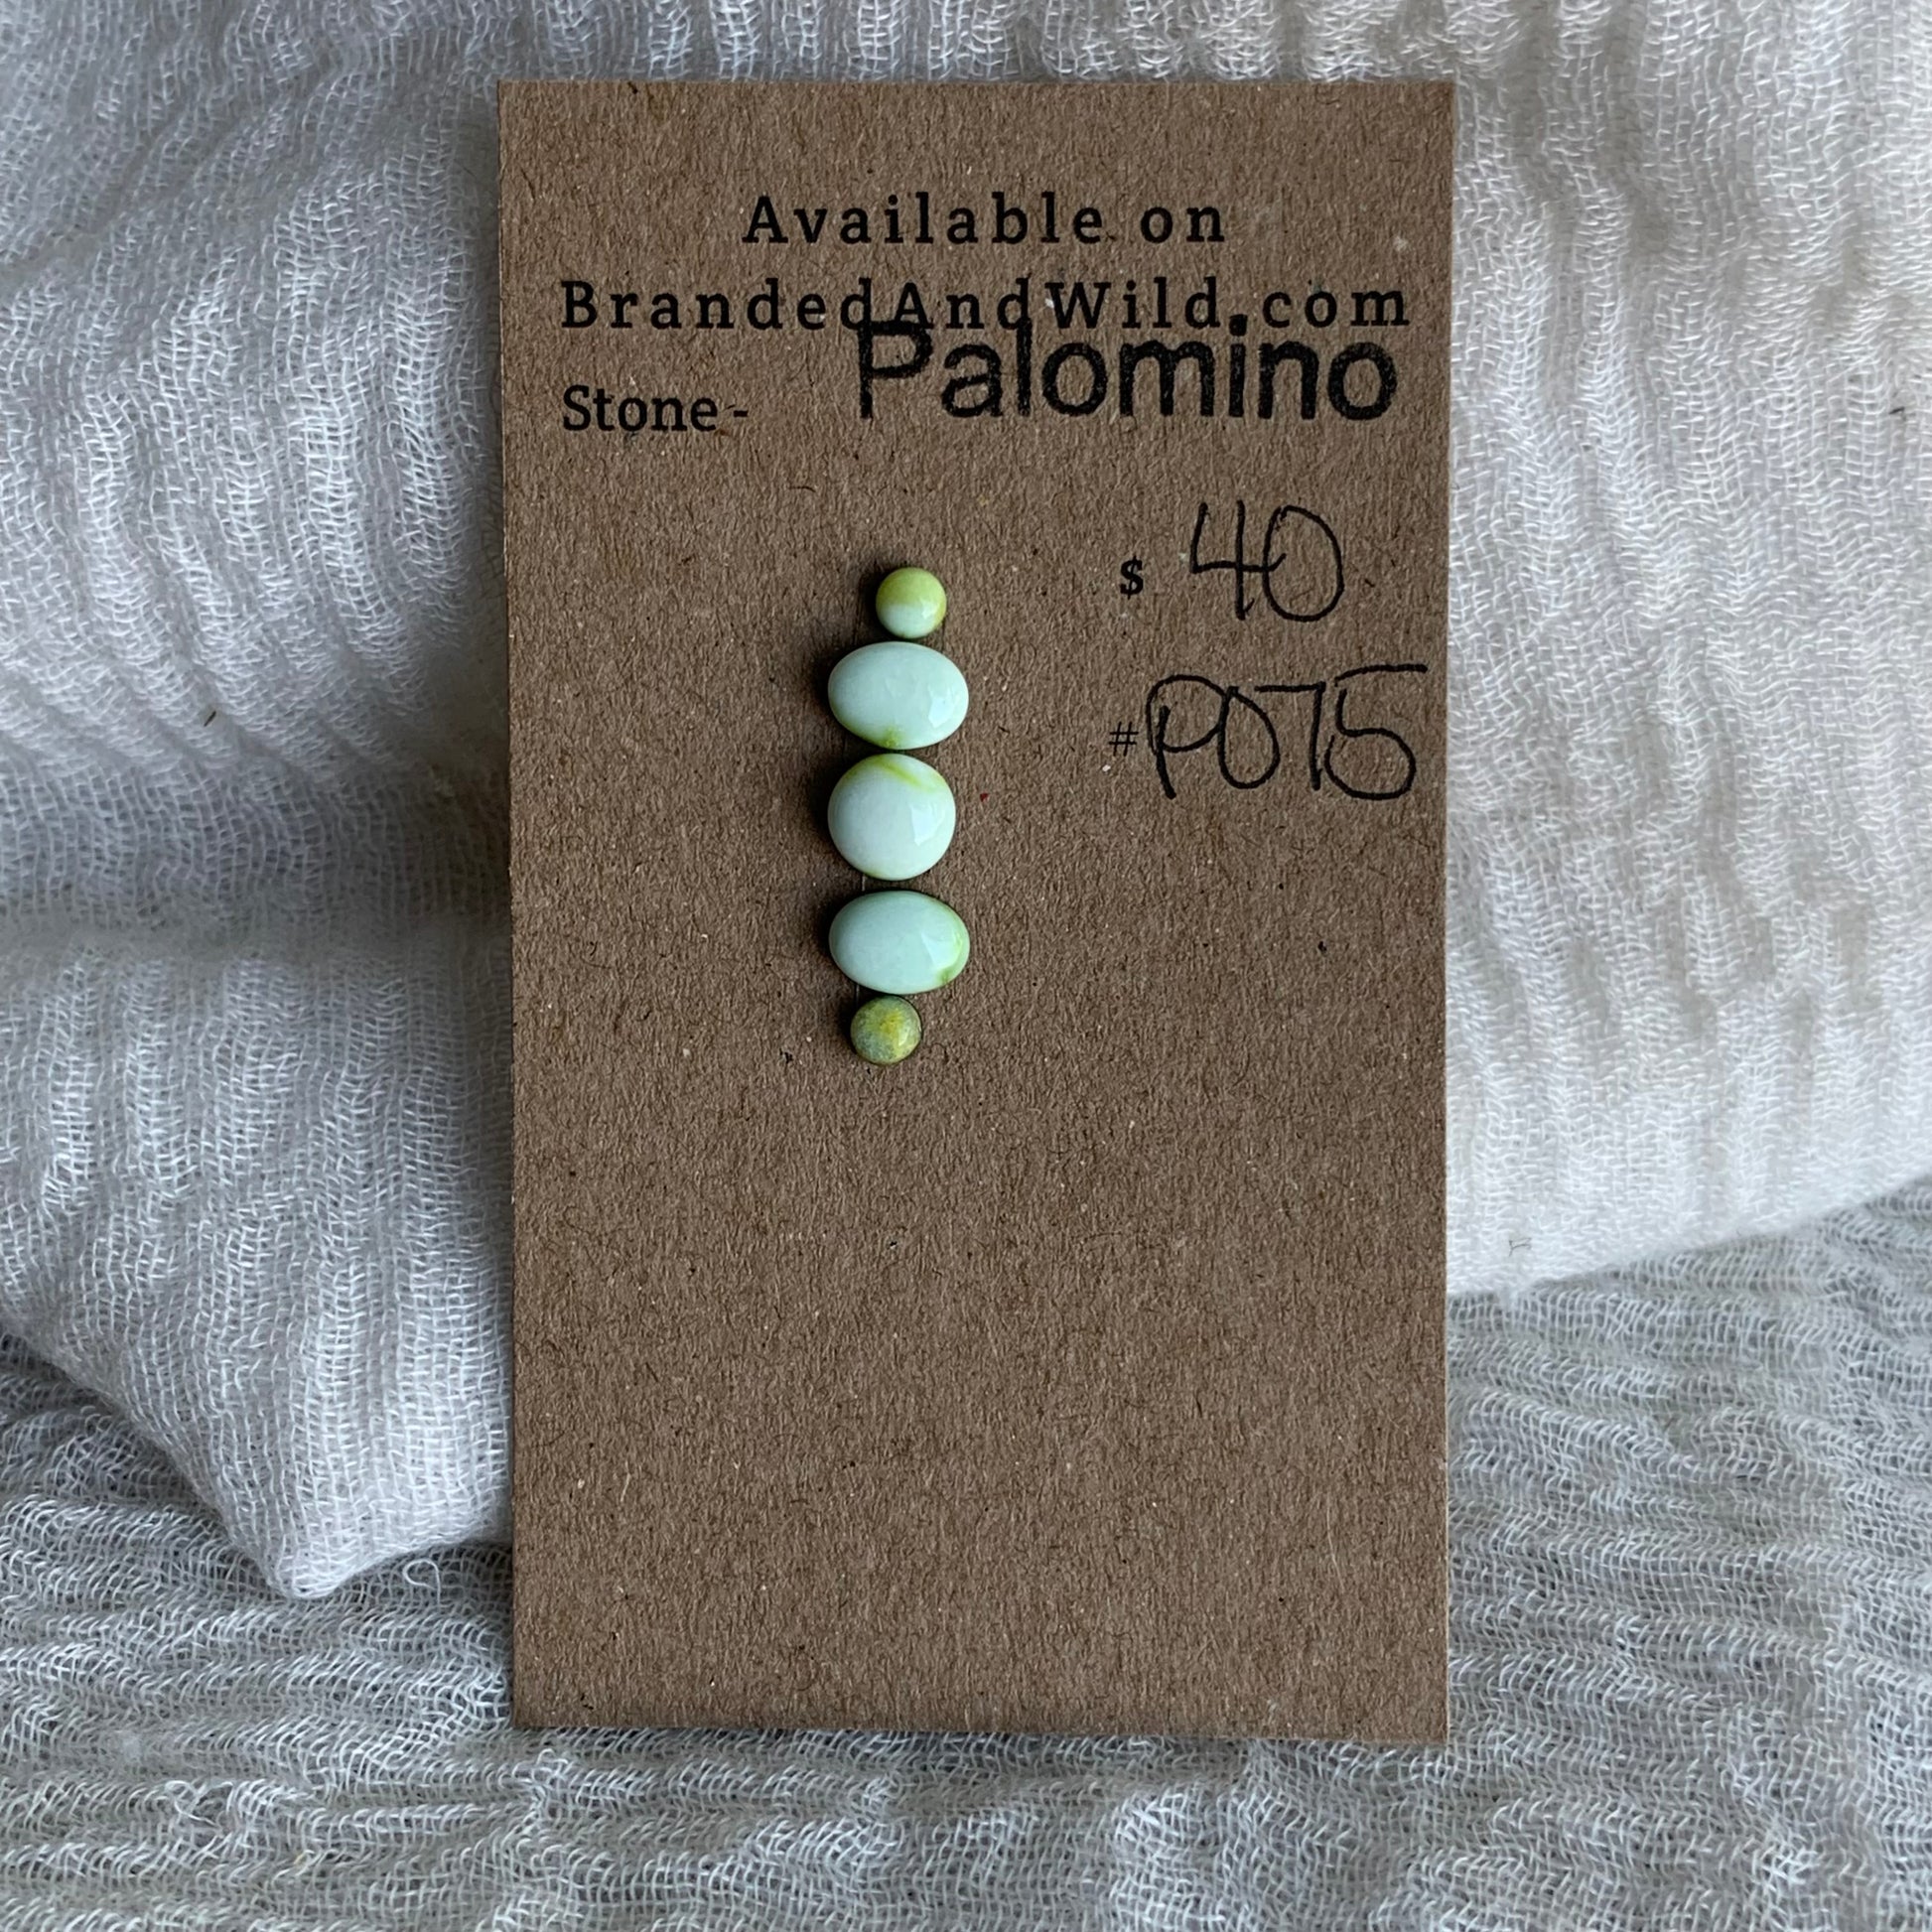 Available on
BrandedAndWild.com
Stone - Palomino
$ 40
#P075